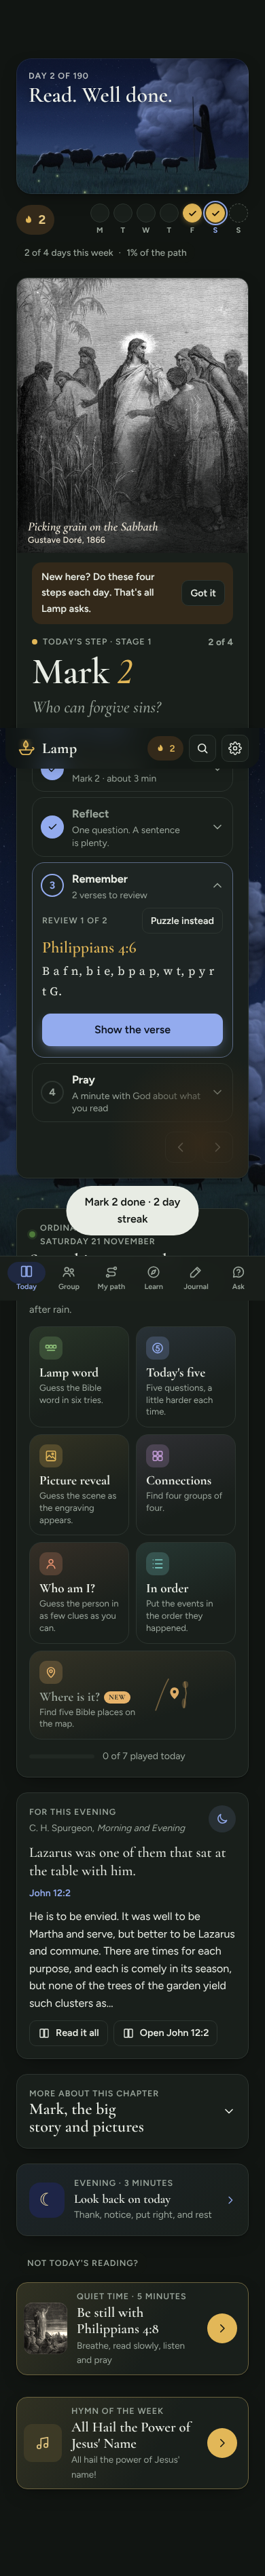 DAY 2 OF 190
Read. Well done.
2
M T W T F S S
2 of 4 days this week · 1% of the path
Picking grain on the Sabbath
Gustave Doré, 1866
New here? Do these four
steps each day. That's all
Lamp asks.
Got it
TODAY'S STEP · STAGE 1
2 of 4
Mark 2
Who can forgive sins?
Lamp
2
Mark 2 · about 3 min
Reflect
One question. A sentence
is plenty.
3
Remember
2 verses to review
REVIEW 1 OF 2
Puzzle instead
Philippians 4:6
B a f n, b i e, b p a p, w t, p y r
t G.
Show the verse
4
Pray
A minute with God about what
you read
Mark 2 done · 2 day
streak
SATURDAY 21 NOVEMBER
Today
Group
My path
Learn
Journal
Ask
after rain.
Lamp word
Guess the Bible
word in six tries.
Today's five
Five questions, a
little harder each
time.
Picture reveal
Guess the scene as
the engraving
appears.
Connections
Find four groups of
four.
Who am I?
Guess the person in
as few clues as you
can.
In order
Put the events in
the order they
happened.
Where is it? NEW
Find five Bible places on
the map.
0 of 7 played today
FOR THIS EVENING
C. H. Spurgeon, Morning and Evening
Lazarus was one of them that sat at
the table with him.
John 12:2
He is to be envied. It was well to be
Martha and serve, but better to be Lazarus
and commune. There are times for each
purpose, and each is comely in its season,
but none of the trees of the garden yield
such clusters as…
Read it all
Open John 12:2
MORE ABOUT THIS CHAPTER
Mark, the big
story and pictures
EVENING · 3 MINUTES
Look back on today
Thank, notice, put right, and rest
NOT TODAY'S READING?
QUIET TIME · 5 MINUTES
Be still with
Philippians 4:8
Breathe, read slowly, listen
and pray
HYMN OF THE WEEK
All Hail the Power of
Jesus' Name
All hail the power of Jesus'
name!